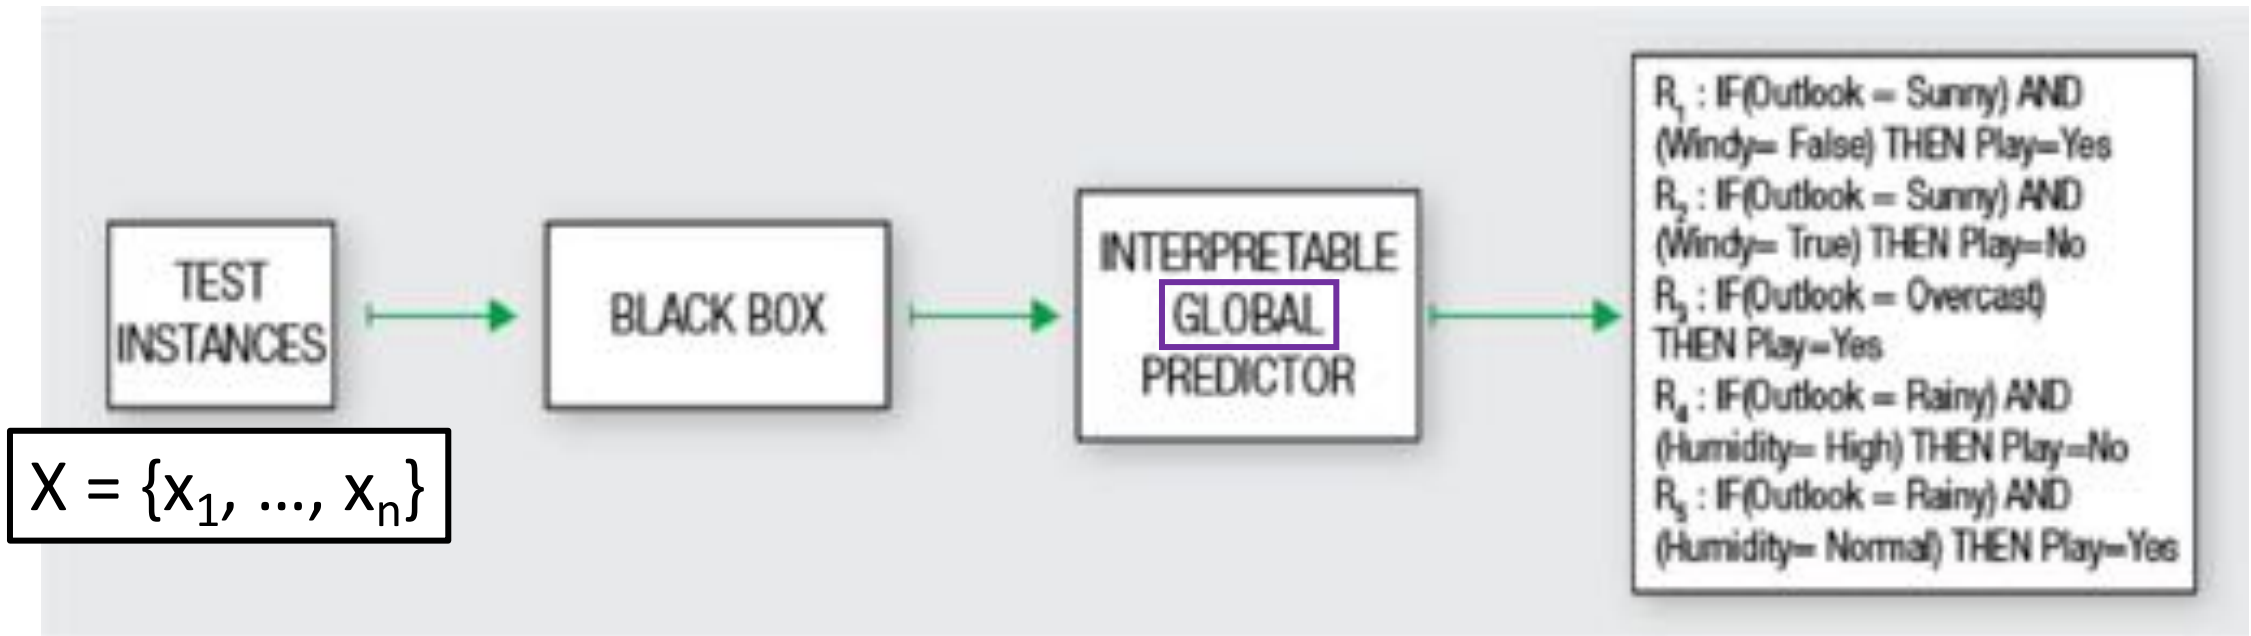 TEST
INSTANCES
X = {x₁, ..., xₙ}
BLACK BOX
INTERPRETABLE
GLOBAL
PREDICTOR
R₁ : IF(Outlook = Sunny) AND
(Windy= False) THEN Play=Yes
R₂ : IF(Outlook = Sunny) AND
(Windy= True) THEN Play=No
R₃ : IF(Outlook = Overcast)
THEN Play=Yes
R₄ : IF(Outlook = Rainy) AND
(Humidity= High) THEN Play=No
R₅ : IF(Outlook = Rainy) AND
(Humidity= Normal) THEN Play=Yes